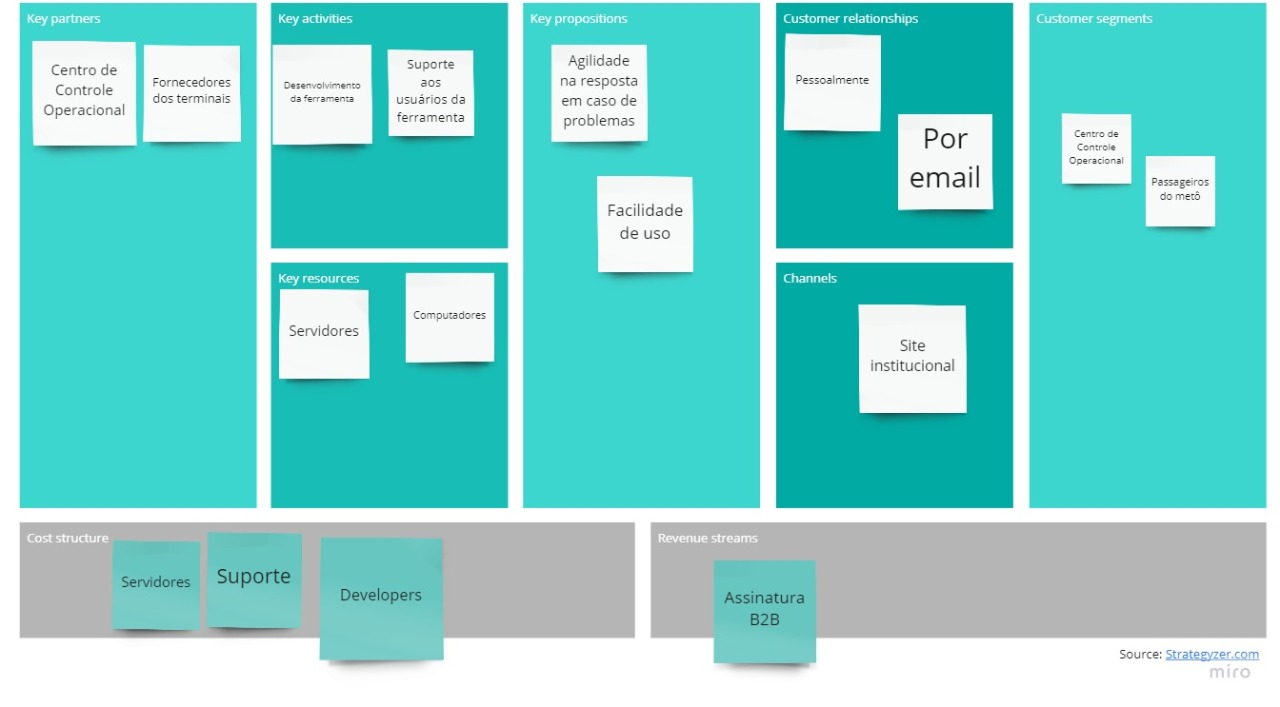 Key partners
Centro de
Controle
Operacional
Fornecedores
dos terminais
Key activities
Desenvolvimento
da ferramenta
Suporte
aos
usuários da
ferramenta
Key resources
Servidores
Computadores
Key propositions
Agilidade
na resposta
em caso de
problemas
Facilidade
de uso
Customer relationships
Pessoalmente
Por
email
Channels
Site
institucional
Customer segments
Centro de
Controle
Operacional
Passageiros
do metô
Cost structure
Servidores
Suporte
Developers
Revenue streams
Assinatura
B2B
Source: Strategyzer.com
miro